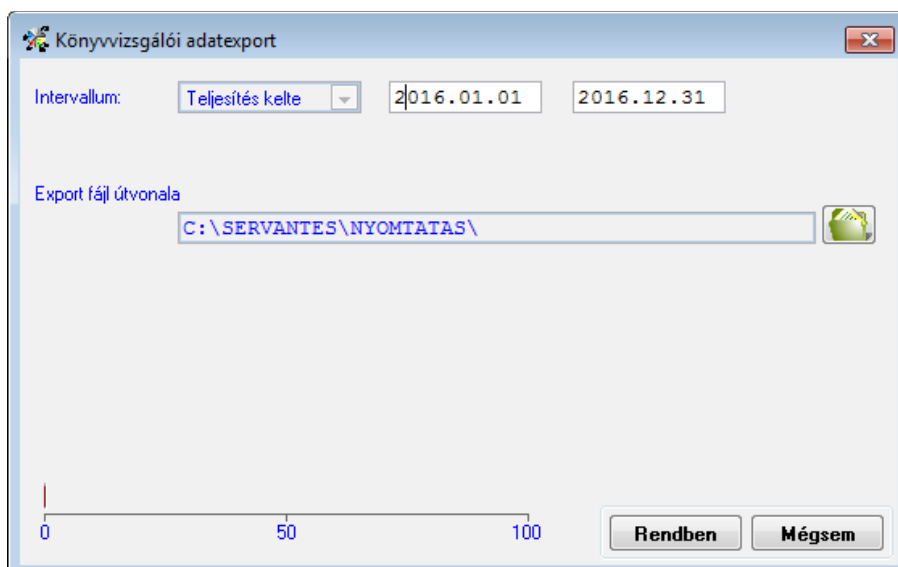 Könyvvizsgálói adatexport
Intervallum: Teljesítés kelte 2016.01.01 2016.12.31
Export fájl útvonala
C:\SERVANTES\NYOMTATAS\
0 50 100
Rendben Mégsem